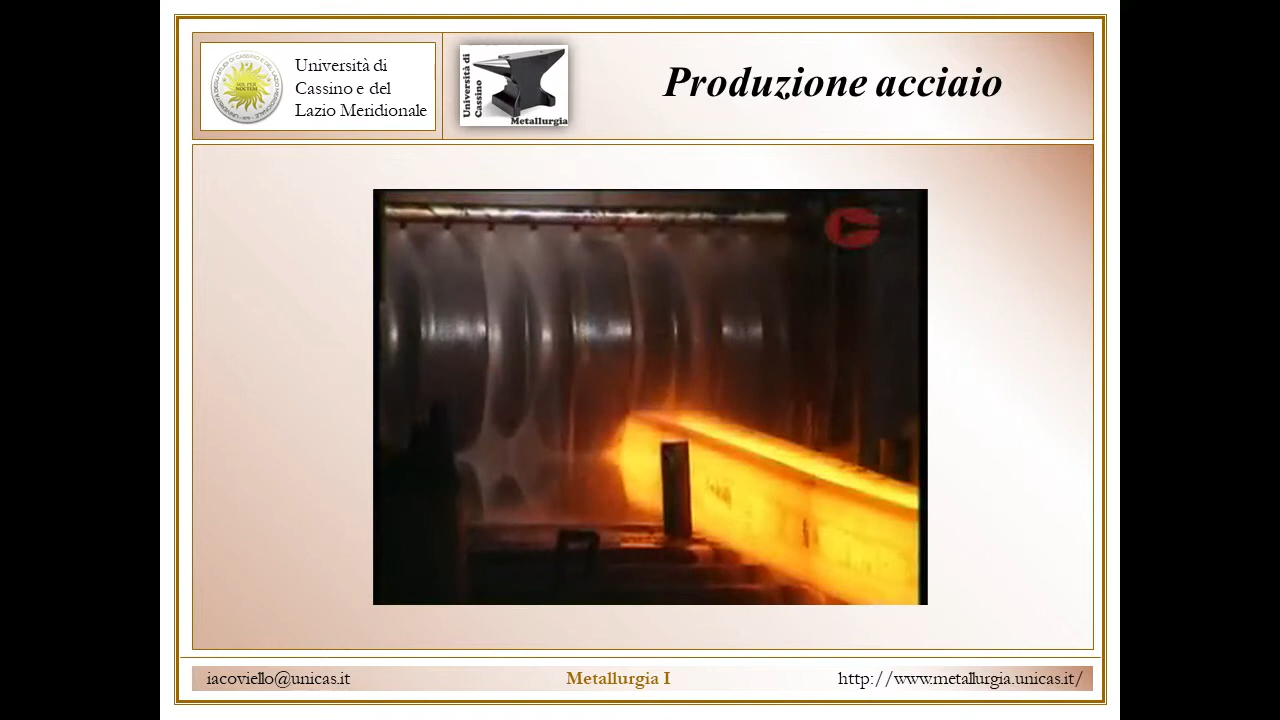 Università di
Cassino e del
Lazio Meridionale
Università di
Cassino
Metallurgia
Produzione acciaio
iacoviello@unicas.it
Metallurgia I
http://www.metallurgia.unicas.it/